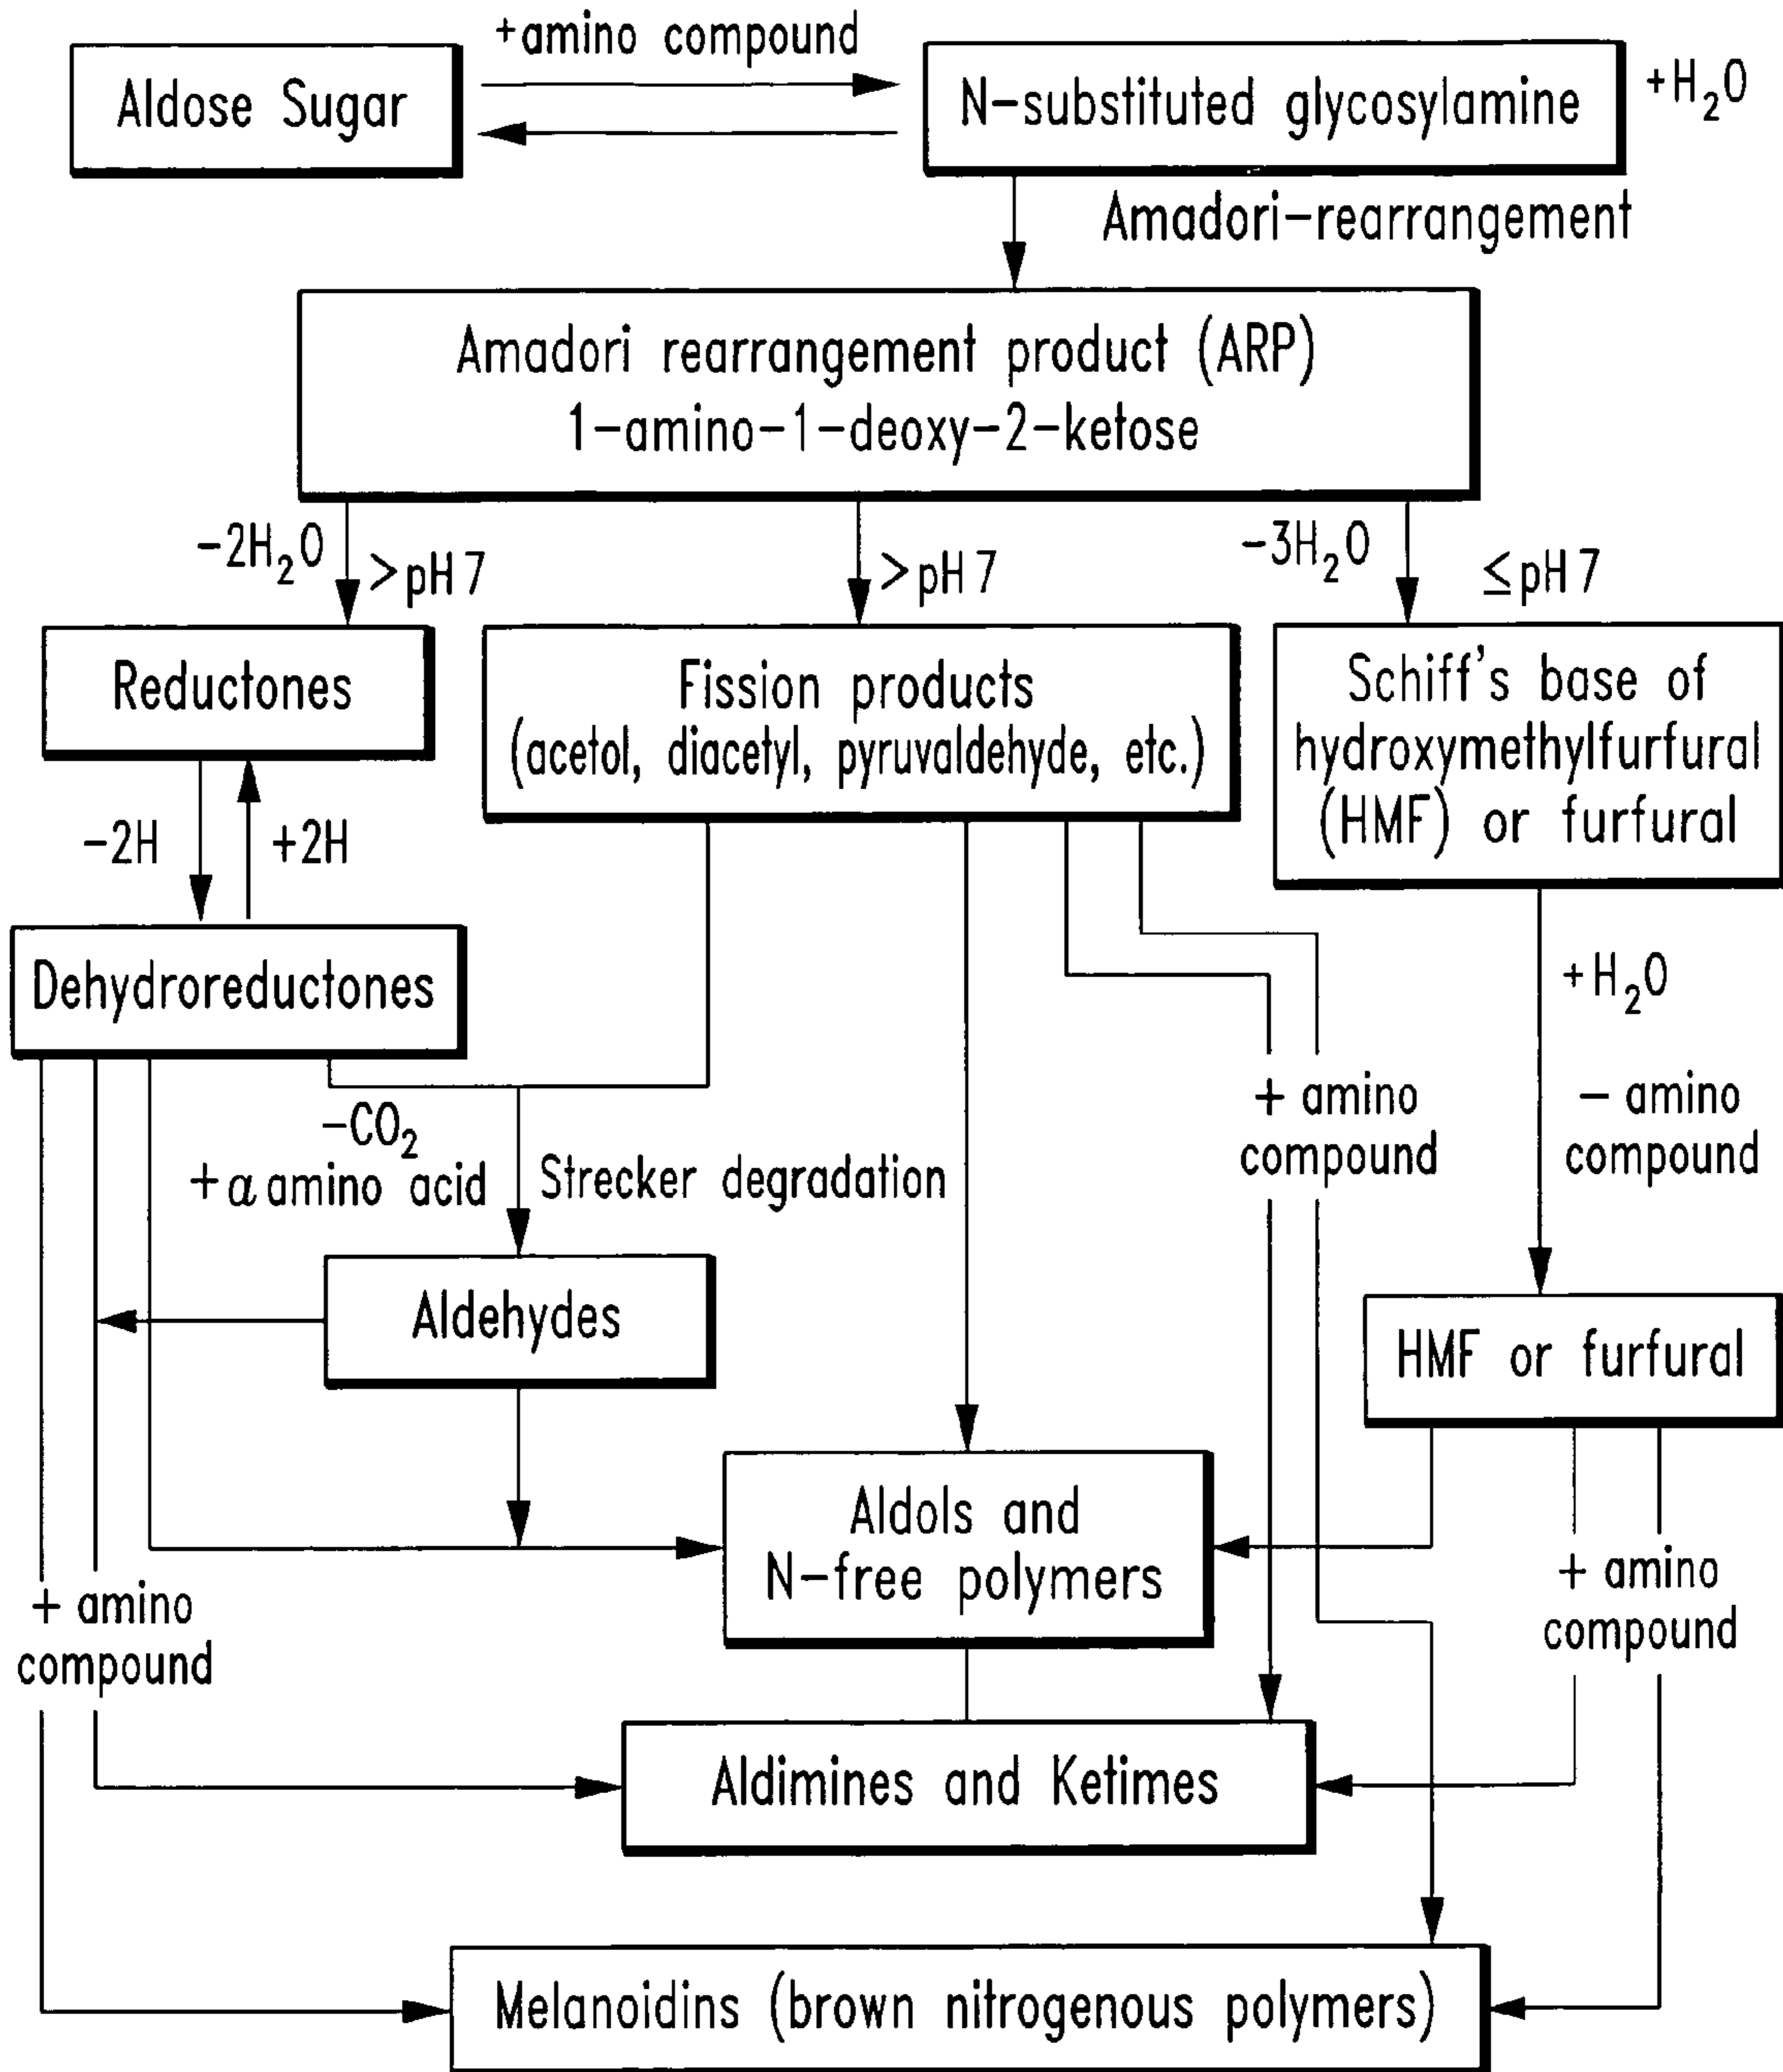 +amino compound
Aldose Sugar
N-substituted glycosylamine
+H₂O
Amadori-rearrangement
Amadori rearrangement product (ARP)
1-amino-1-deoxy-2-ketose
-2H₂O
>pH 7
>pH 7
-3H₂O
≤pH 7
Reductones
Fission products
(acetol, diacetyl, pyruvaldehyde, etc.)
Schiff's base of
hydroxymethylfurfural
(HMF) or furfural
-2H
+2H
Dehydroreductones
+H₂O
+ amino
compound
- amino
compound
-CO₂
+α amino acid
Strecker degradation
Aldehydes
HMF or furfural
Aldols and
N-free polymers
+ amino
compound
+ amino
compound
Aldimines and Ketimes
Melanoidins (brown nitrogenous polymers)